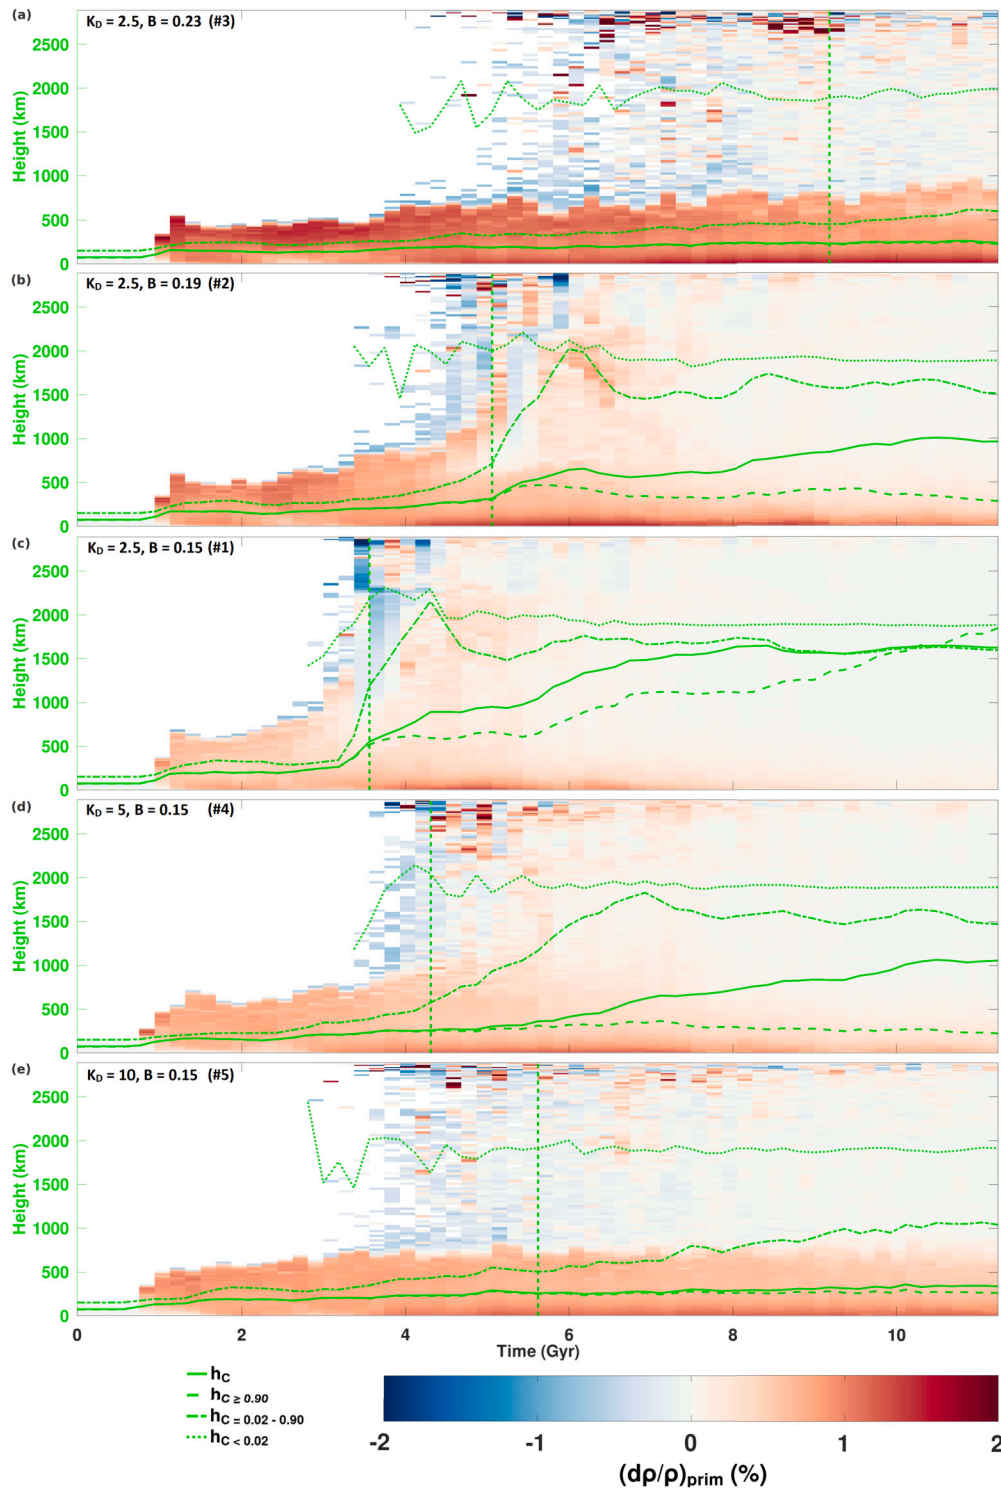 (a)
K_D = 2.5, B = 0.23 (#3)
2500
2000
1500
1000
500
0
Height (km)
(b)
K_D = 2.5, B = 0.19 (#2)
2500
2000
1500
1000
500
0
Height (km)
(c)
K_D = 2.5, B = 0.15 (#1)
2500
2000
1500
1000
500
0
Height (km)
(d)
K_D = 5, B = 0.15 (#4)
2500
2000
1500
1000
500
0
Height (km)
(e)
K_D = 10, B = 0.15 (#5)
2500
2000
1500
1000
500
0
Height (km)
0 2 4 6 8 10
Time (Gyr)
h_C
h_C ≥ 0.90
h_C = 0.02 - 0.90
h_C < 0.02
-2 -1 0 1 2
(dρ/ρ)_prim (%)